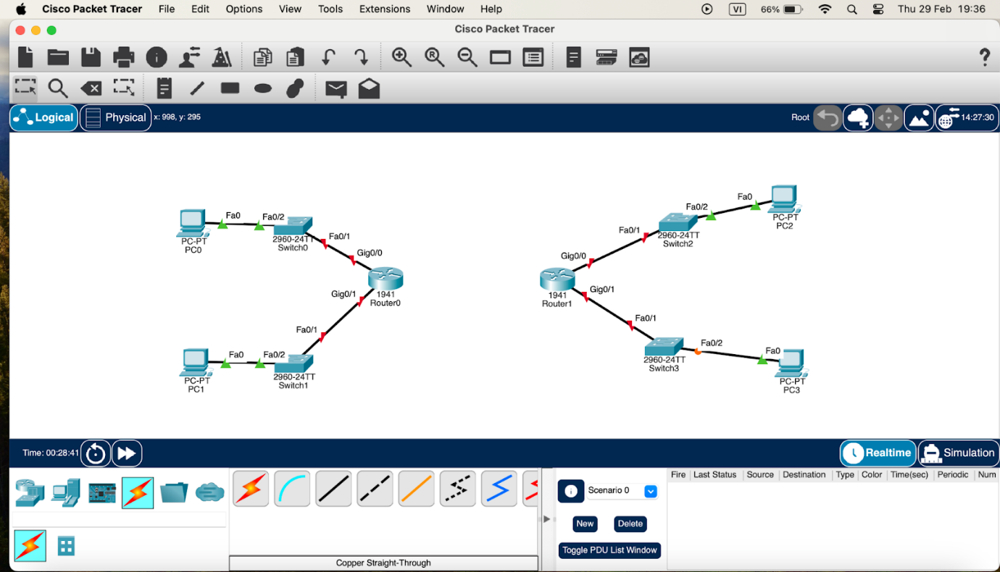 Cisco Packet Tracer File Edit Options View Tools Extensions Window Help VI 66% Thu 29 Feb 19:36
Cisco Packet Tracer
R
?
Logical Physical x: 998, y: 295 Root 14:27:30
Fa0 Fa0/2
PC-PT
PC0
2960-24TT
Switch0
Fa0/1
Gig0/0
Gig0/1
1941
Router0
Fa0/1
Fa0 Fa0/2
PC-PT
PC1
2960-24TT
Switch1
Fa0
Fa0/2
PC-PT
PC2
Fa0/1
2960-24TT
Switch2
Gig0/0
Gig0/1
1941
Router1
Fa0/1
Fa0/2
Fa0
2960-24TT
Switch3
PC-PT
PC3
Time: 00:28:41 Realtime Simulation
Scenario 0
New Delete
Toggle PDU List Window
Fire Last Status Source Destination Type Color Time(sec) Periodic Num
Copper Straight-Through